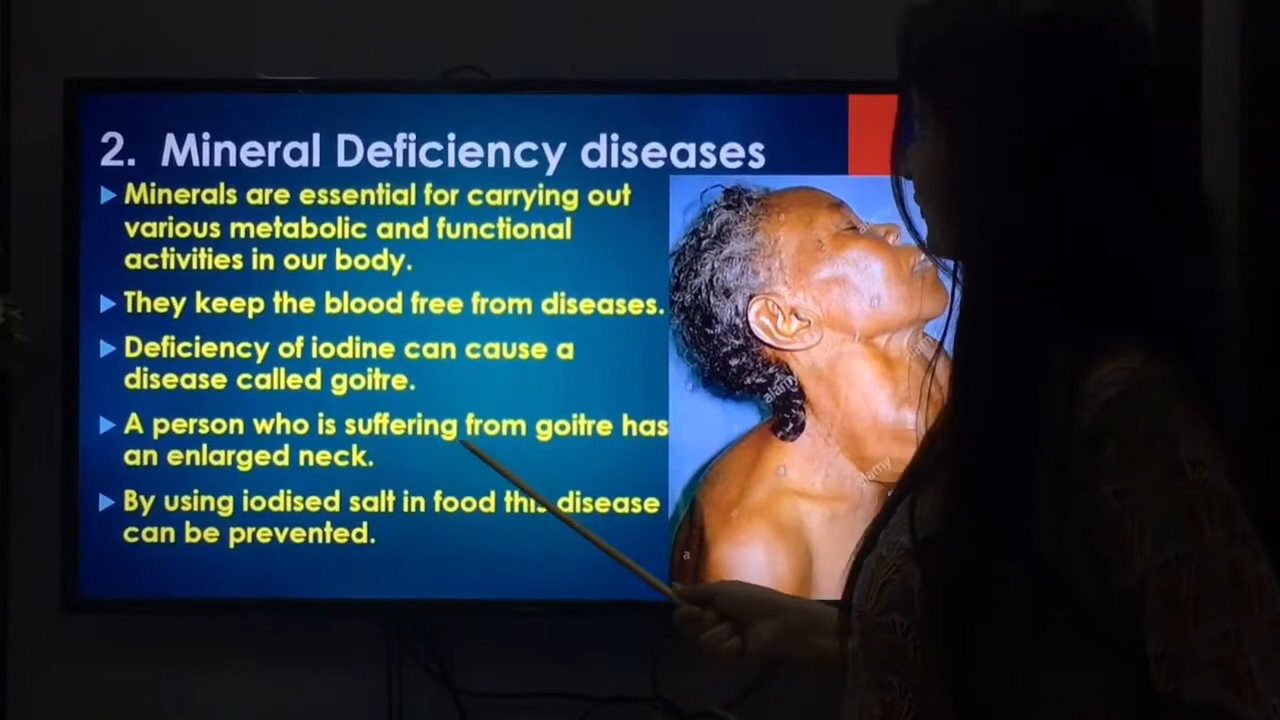 2. Mineral Deficiency diseases
Minerals are essential for carrying out
various metabolic and functional
activities in our body.
They keep the blood free from diseases.
Deficiency of iodine can cause a
disease called goitre.
A person who is suffering from goitre has
an enlarged neck.
By using iodised salt in food this disease
can be prevented.
alamy
alamy
a